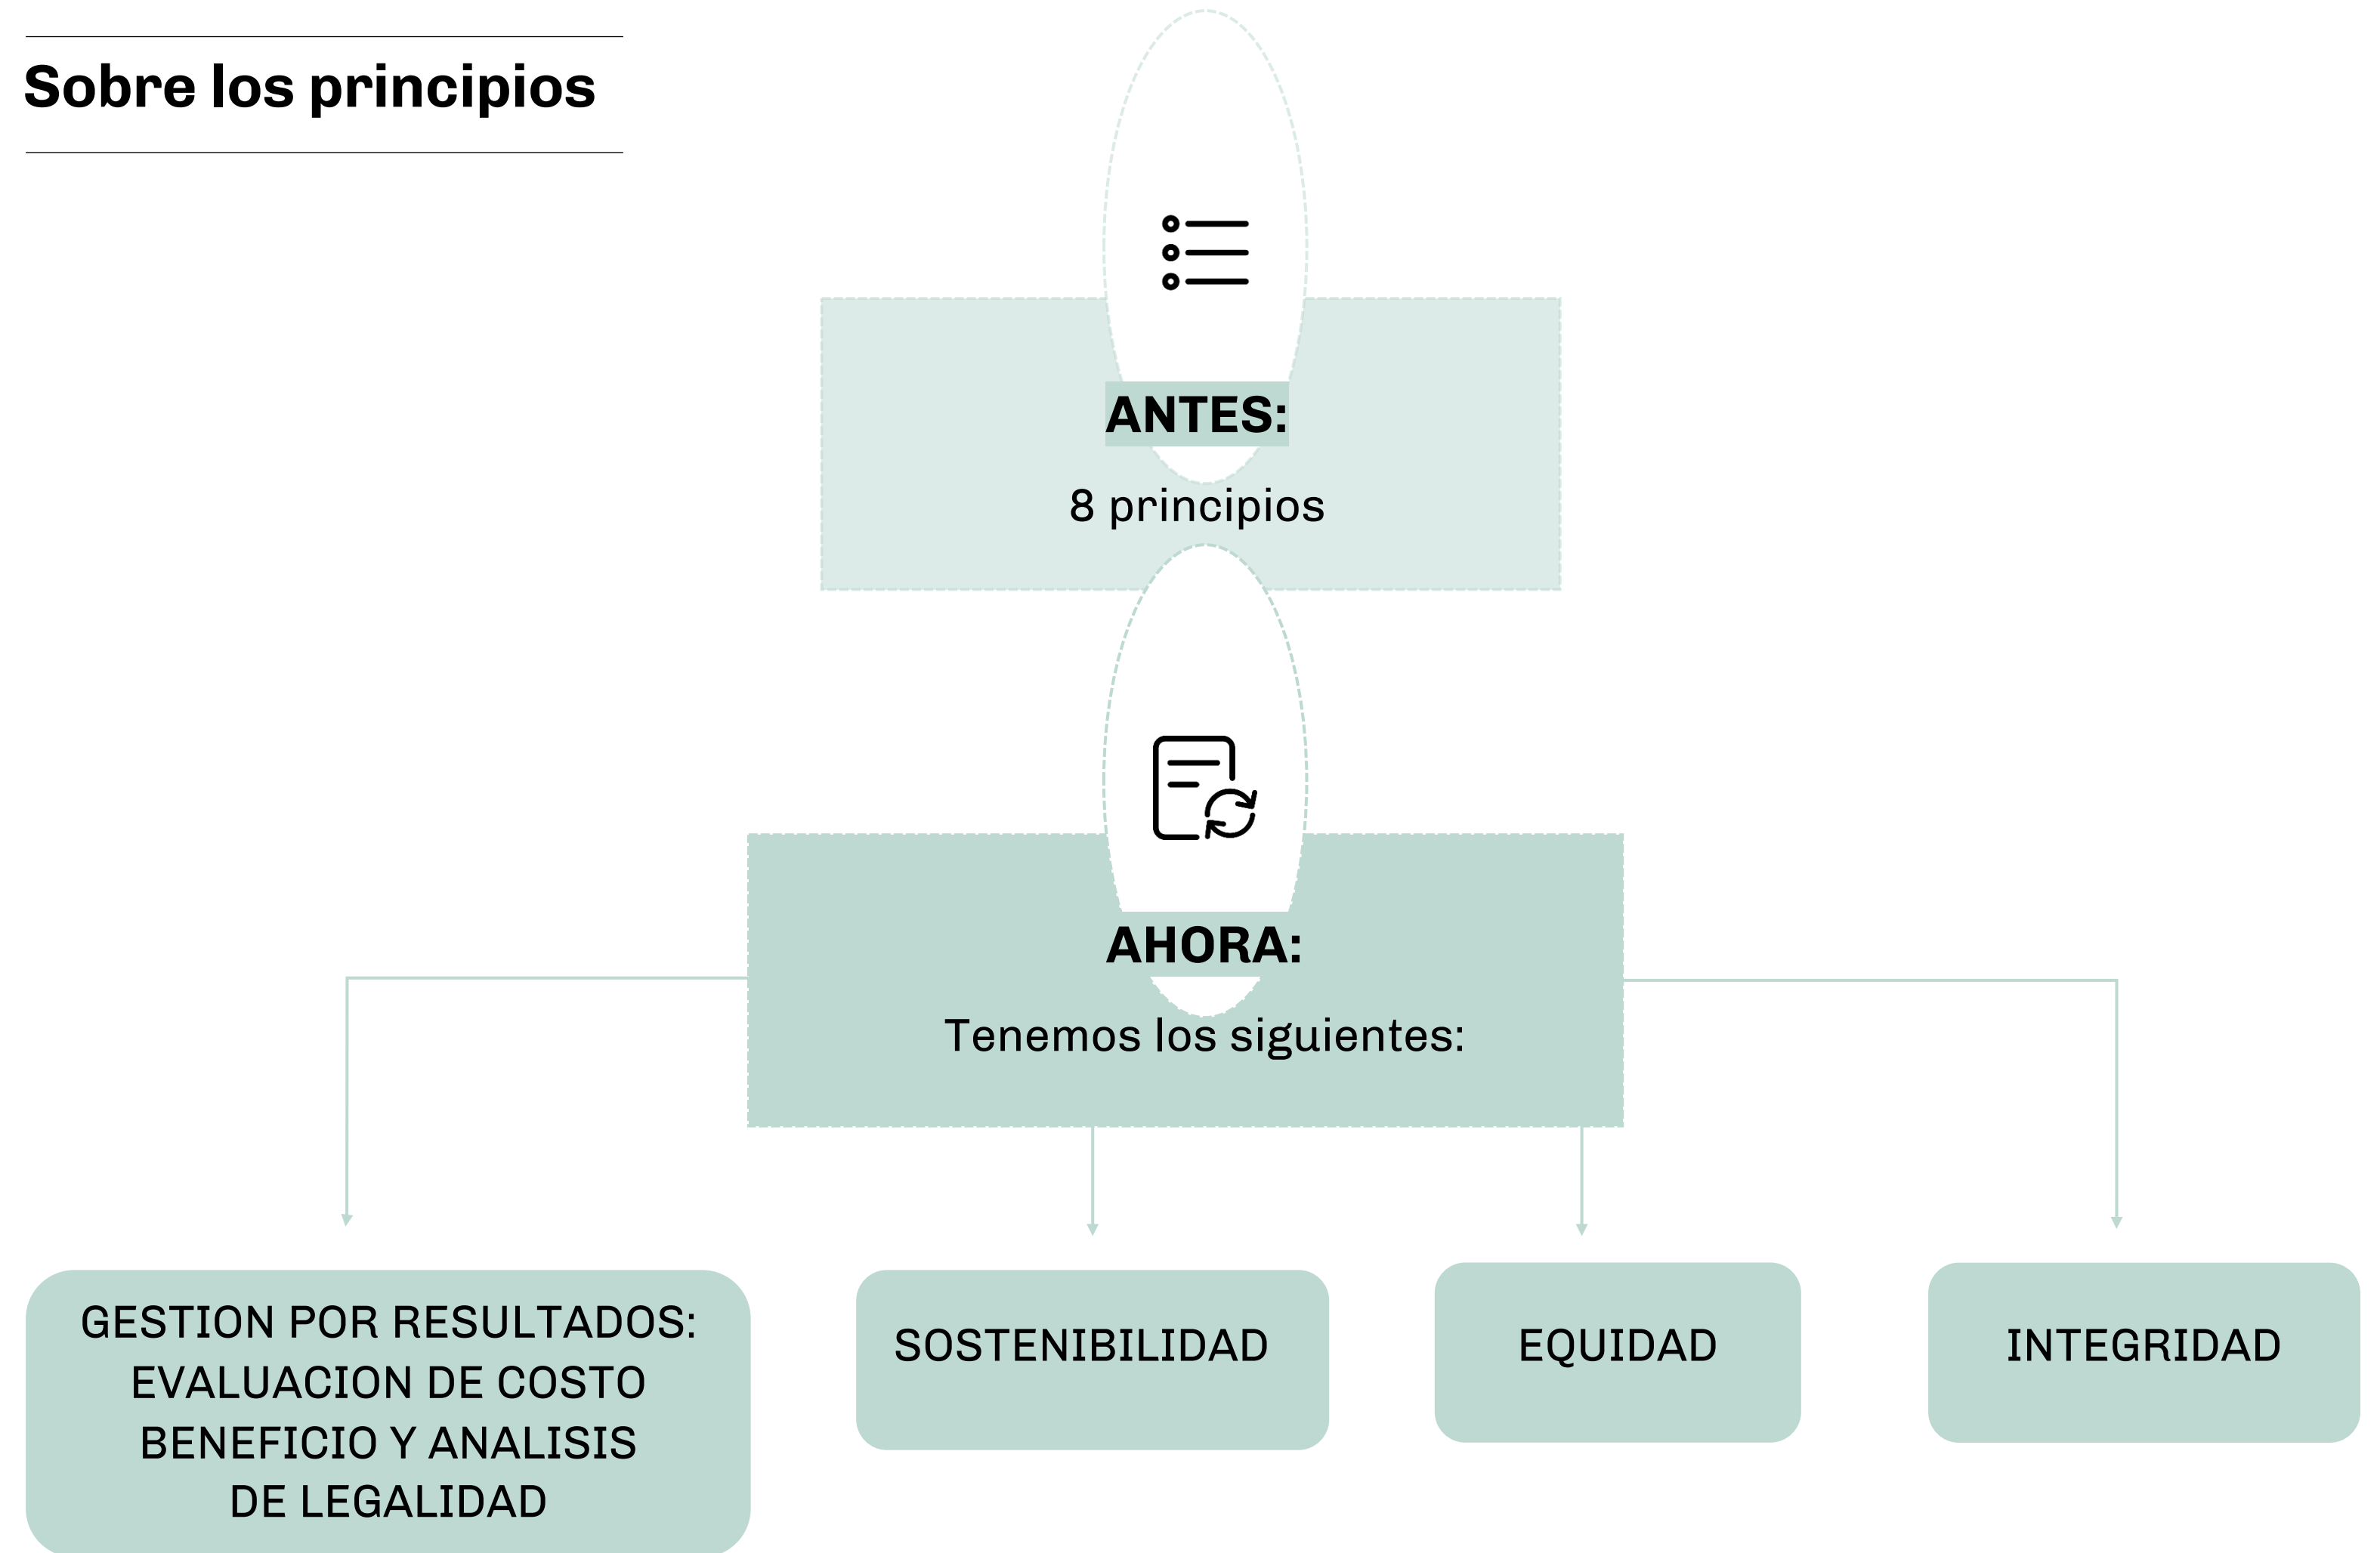 Sobre los principios
ANTES:
8 principios
AHORA:
Tenemos los siguientes:
GESTION POR RESULTADOS:
EVALUACION DE COSTO
BENEFICIO Y ANALISIS
DE LEGALIDAD
SOSTENIBILIDAD
EQUIDAD
INTEGRIDAD